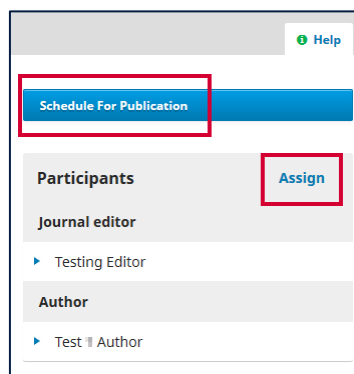 Help
Schedule For Publication
Participants Assign
Journal editor
Testing Editor
Author
Test Author